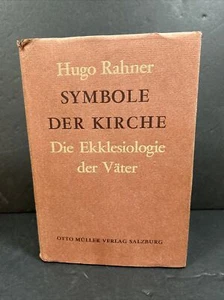 Hugo Rahner
SYMBOLE
DER KIRCHE
Die Ekklesiologie
der Väter
OTTO MÜLLER VERLAG SALZBURG